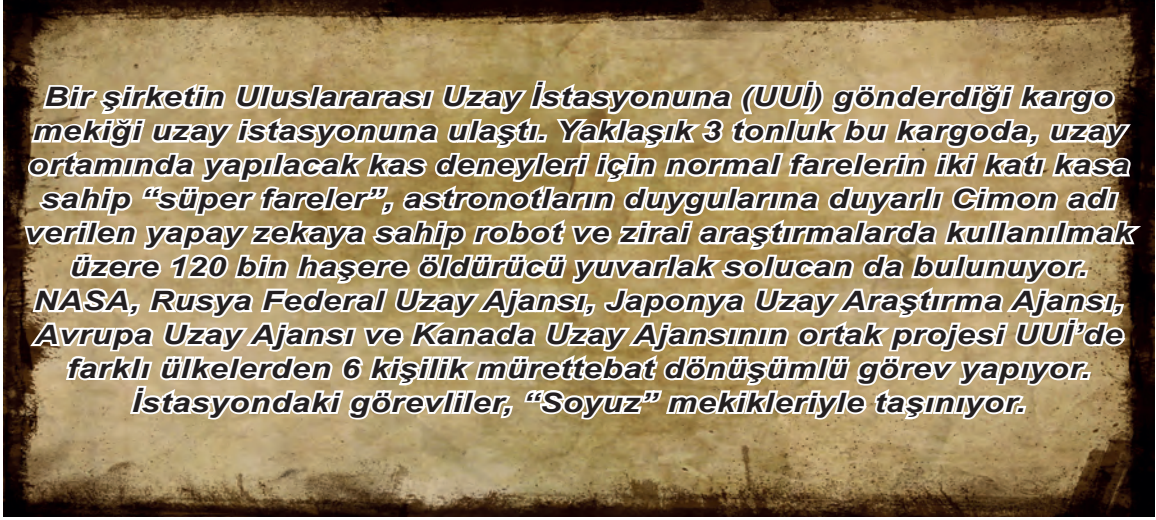 Bir şirketin Uluslararası Uzay İstasyonuna (UUİ) gönderdiği kargo
mekiği uzay istasyonuna ulaştı. Yaklaşık 3 tonluk bu kargoda, uzay
ortamında yapılacak kas deneyleri için normal farelerin iki katı kasa
sahip “süper fareler”, astronotların duygularına duyarlı Cimon adı
verilen yapay zekaya sahip robot ve zirai araştırmalarda kullanılmak
üzere 120 bin haşere öldürücü yuvarlak solucan da bulunuyor.
NASA, Rusya Federal Uzay Ajansı, Japonya Uzay Araştırma Ajansı,
Avrupa Uzay Ajansı ve Kanada Uzay Ajansının ortak projesi UUİ’de
farklı ülkelerden 6 kişilik mürettebat dönüşümlü görev yapıyor.
İstasyondaki görevliler, “Soyuz” mekikleriyle taşınıyor.